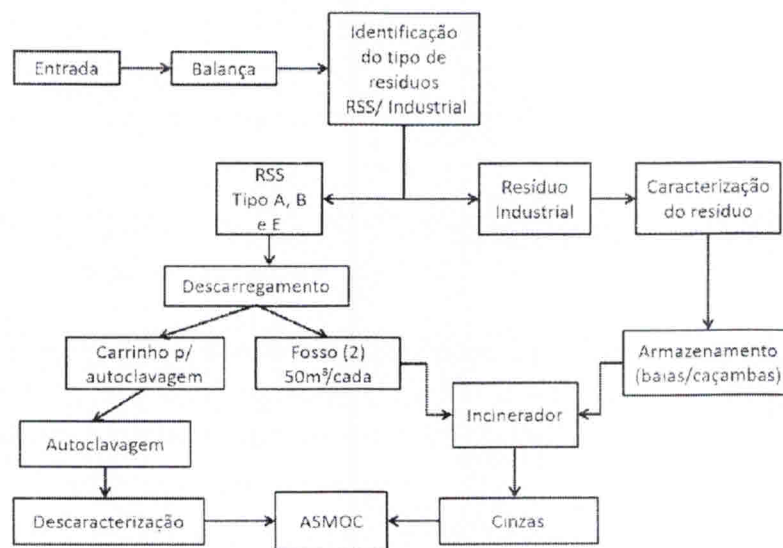 Entrada
Balança
Identificação
do tipo de
resíduos
RSS/ Industrial
RSS
Tipo A, B
e E
Resíduo
Industrial
Caracterização
do resíduo
Descarregamento
Carrinho p/
autoclavagem
Fosso (2)
50m³/cada
Armazenamento
(baias/caçambas)
Incinerador
Autoclavagem
Descaracterização
ASMOC
Cinzas